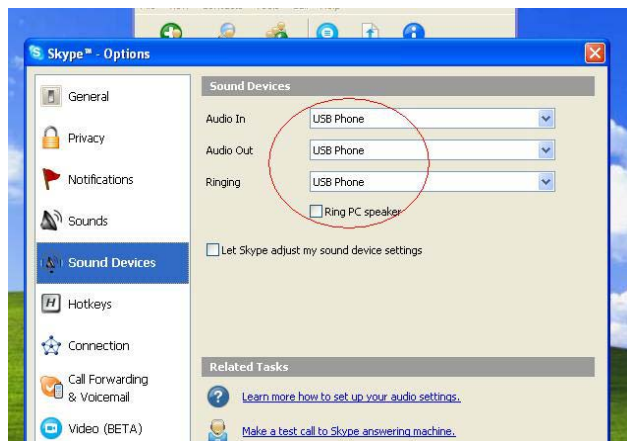 Skype™ - Options
General
Privacy
Notifications
Sounds
Sound Devices
Hotkeys
Connection
Call Forwarding
& Voicemail
Video (BETA)
Sound Devices
Audio In
USB Phone
Audio Out
USB Phone
Ringing
USB Phone
Ring PC speaker
Let Skype adjust my sound device settings
Related Tasks
Learn more how to set up your audio settings.
Make a test call to Skype answering machine.